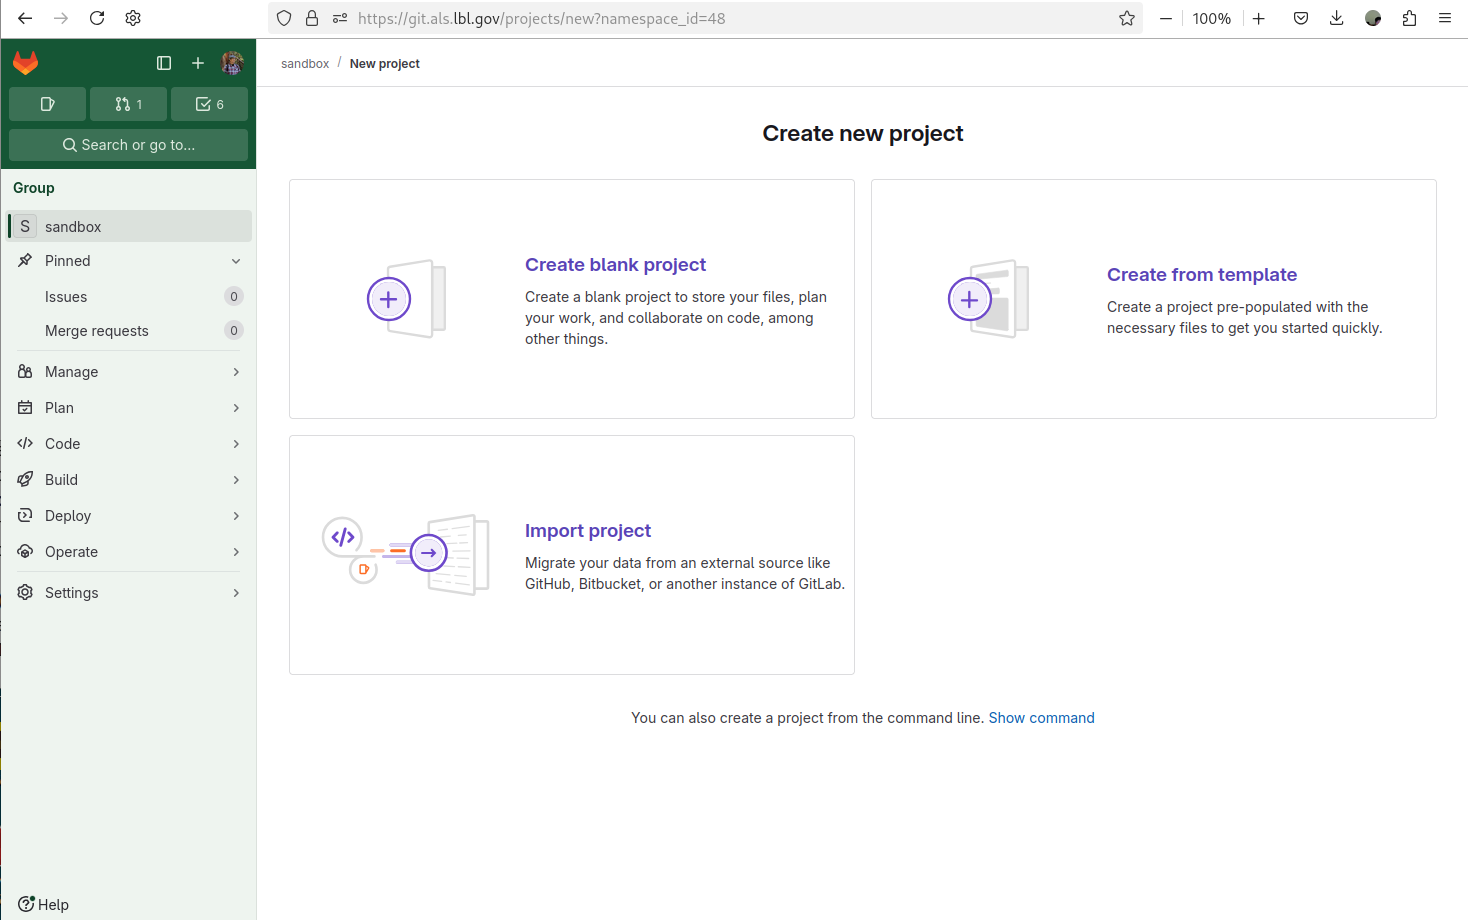 https://git.als.lbl.gov/projects/new?namespace_id=48
100%
1
6
Search or go to...
Group
S sandbox
Pinned
Issues 0
Merge requests 0
Manage
Plan
Code
Build
Deploy
Operate
Settings
Help
sandbox / New project
Create new project
Create blank project
Create a blank project to store your files, plan
your work, and collaborate on code, among
other things.
Create from template
Create a project pre-populated with the
necessary files to get you started quickly.
Import project
Migrate your data from an external source like
GitHub, Bitbucket, or another instance of GitLab.
You can also create a project from the command line. Show command